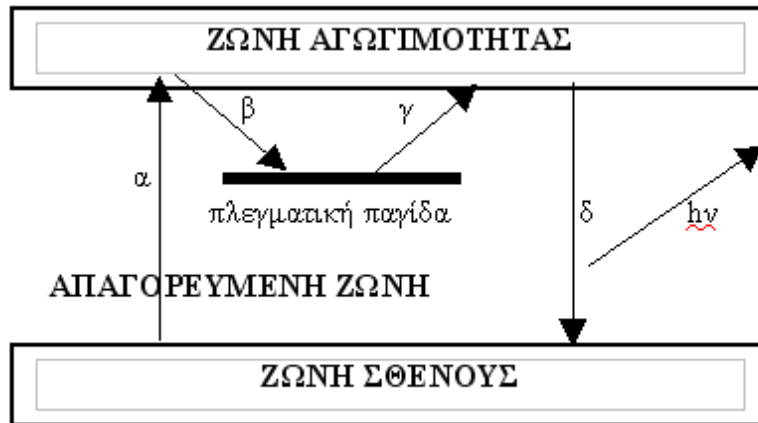 ΖΩΝΗ ΑΓΩΓΙΜΟΤΗΤΑΣ
β
γ
α
πλεγματική παγίδα
δ
hν
ΑΠΑΓΟΡΕΥΜΕΝΗ ΖΩΝΗ
ΖΩΝΗ ΣΘΕΝΟΥΣ